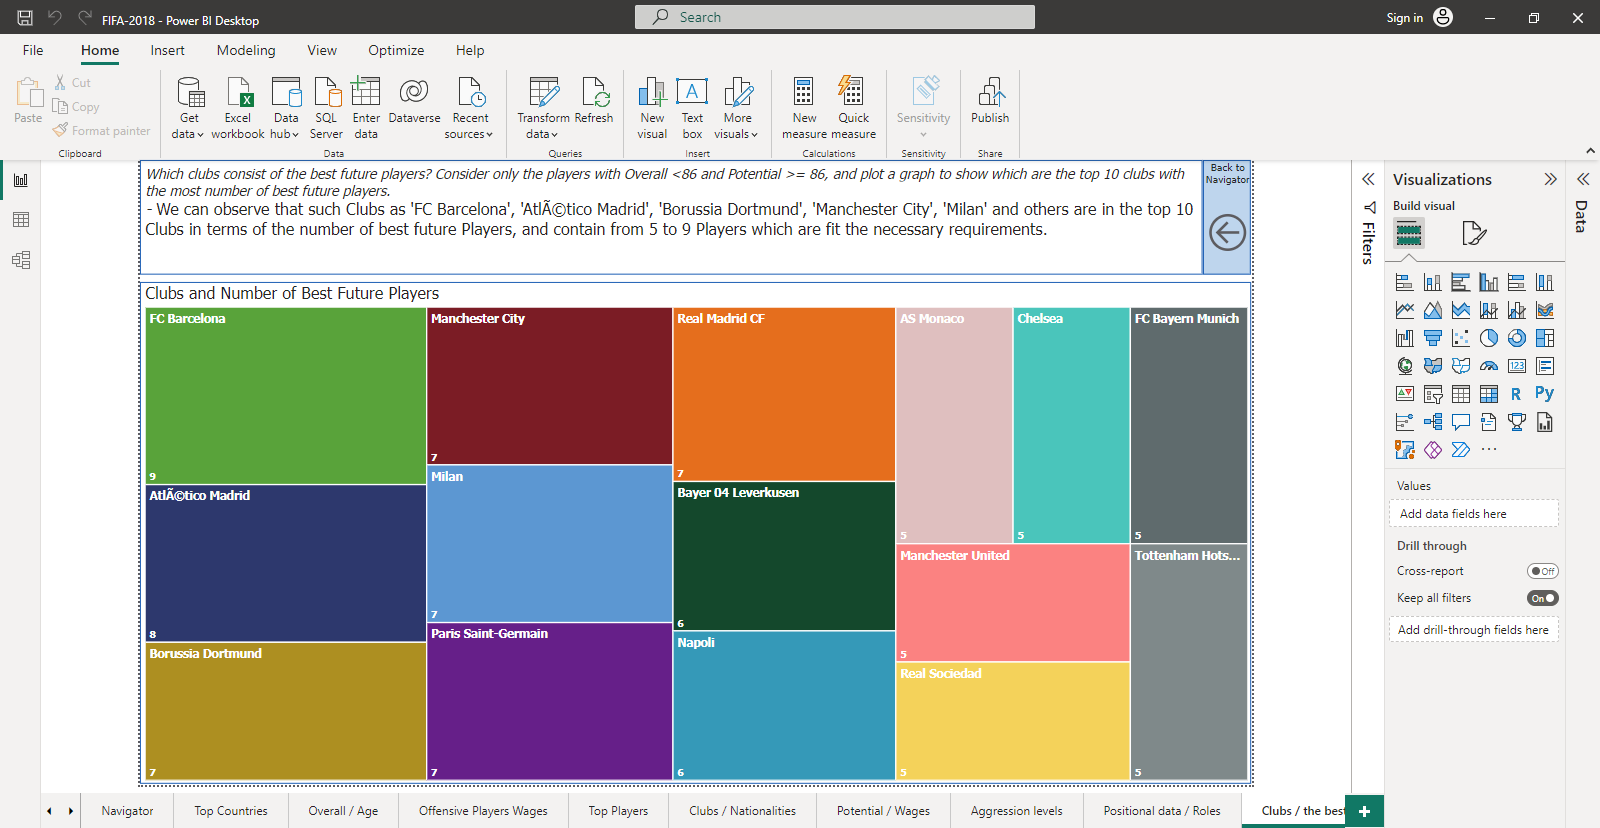 FIFA-2018 - Power BI Desktop
Search
Sign in
File Home Insert Modeling View Optimize Help
Paste
Cut
Copy
Format painter
Clipboard
Get data
Excel workbook
Data hub
SQL Server
Enter data
Dataverse
Recent sources
Data
Transform data
Refresh
Queries
New visual
Text box
More visuals
Insert
New measure
Quick measure
Calculations
Sensitivity
Sensitivity
Publish
Share
Which clubs consist of the best future players? Consider only the players with Overall <86 and Potential >= 86, and plot a graph to show which are the top 10 clubs with
the most number of best future players.
- We can observe that such Clubs as 'FC Barcelona', 'AtlÃ©tico Madrid', 'Borussia Dortmund', 'Manchester City', 'Milan' and others are in the top 10
Clubs in terms of the number of best future Players, and contain from 5 to 9 Players which are fit the necessary requirements.
Back to
Navigator
Clubs and Number of Best Future Players
FC Barcelona
9
AtlÃ©tico Madrid
8
Borussia Dortmund
7
Manchester City
7
Milan
7
Paris Saint-Germain
7
Real Madrid CF
7
Bayer 04 Leverkusen
6
Napoli
6
AS Monaco
5
Chelsea
5
FC Bayern Munich
5
Manchester United
5
Real Sociedad
5
Tottenham Hots...
5
Filters
Visualizations
Build visual
123
R
Py
...
Values
Add data fields here
Drill through
Cross-report
Off
Keep all filters
On
Add drill-through fields here
Data
Navigator
Top Countries
Overall / Age
Offensive Players Wages
Top Players
Clubs / Nationalities
Potential / Wages
Aggression levels
Positional data / Roles
Clubs / the best